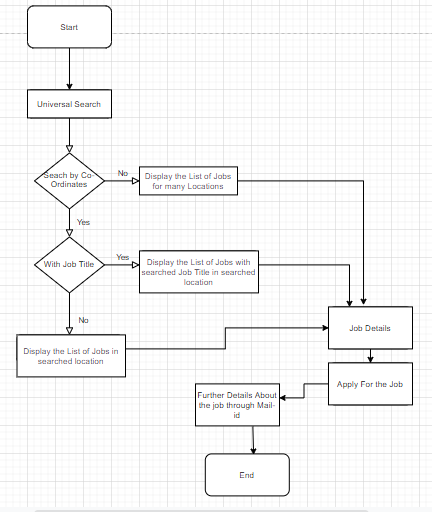 Start
Universal Search
Seach by Co-
Ordinates
No
Display the List of Jobs
for many Locations
Yes
With Job Title
Yes
Display the List of Jobs with
searched Job Title in searched
location
No
Display the List of Jobs in
searched location
Job Details
Apply For the Job
Further Details About
the job through Mail-
id
End